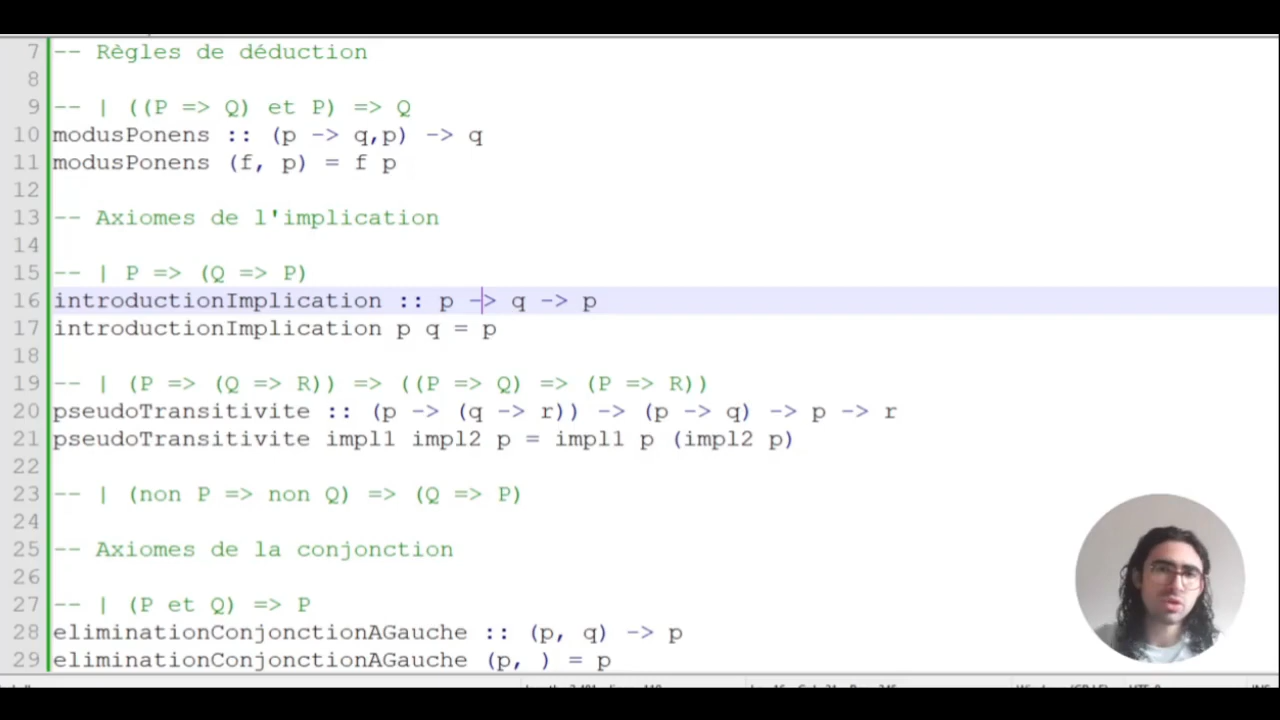 7 -- Règles de déduction
8
9 -- | ((P => Q) et P) => Q
10 modusPonens :: (p -> q,p) -> q
11 modusPonens (f, p) = f p
12
13 -- Axiomes de l'implication
14
15 -- | P => (Q => P)
16 introductionImplication :: p -> q -> p
17 introductionImplication p q = p
18
19 -- | (P => (Q => R)) => ((P => Q) => (P => R))
20 pseudoTransitivite :: (p -> (q -> r)) -> (p -> q) -> p -> r
21 pseudoTransitivite impl1 impl2 p = impl1 p (impl2 p)
22
23 -- | (non P => non Q) => (Q => P)
24
25 -- Axiomes de la conjonction
26
27 -- | (P et Q) => P
28 eliminationConjonctionAGauche :: (p, q) -> p
29 eliminationConjonctionAGauche (p, ) = p